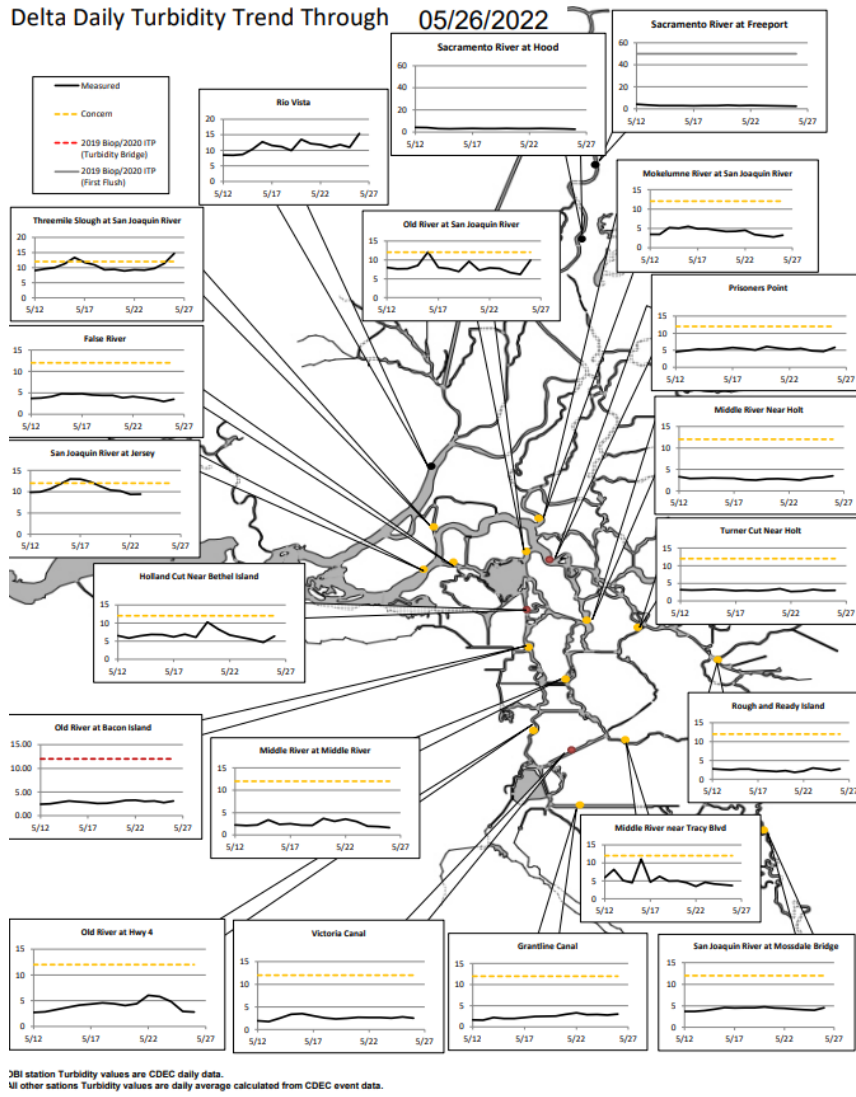 Delta Daily Turbidity Trend Through 05/26/2022
Measured
Concern
2019 Biop/2020 ITP
(Turbidity Bridge)
2019 Biop/2020 ITP
(First Flush)
Rio Vista
20
15
10
5
0
5/12 5/17 5/22 5/27
Sacramento River at Hood
60
40
20
0
5/12 5/17 5/22 5/27
Sacramento River at Freeport
60
40
20
0
5/12 5/17 5/22 5/27
Threemile Slough at San Joaquin River
20
15
10
5
0
5/12 5/17 5/22 5/27
Old River at San Joaquin River
15
10
5
0
5/12 5/17 5/22 5/27
Mokelumne River at San Joaquin River
15
10
5
0
5/12 5/17 5/22 5/27
False River
15
10
5
0
5/12 5/17 5/22 5/27
Prisoners Point
15
10
5
0
5/12 5/17 5/22 5/27
San Joaquin River at Jersey
15
10
5
0
5/12 5/17 5/22 5/27
Middle River Near Holt
15
10
5
0
5/12 5/17 5/22 5/27
Holland Cut Near Bethel Island
15
10
5
0
5/12 5/17 5/22 5/27
Turner Cut Near Holt
15
10
5
0
5/12 5/17 5/22 5/27
Old River at Bacon Island
15.00
10.00
5.00
0.00
5/12 5/17 5/22 5/27
Middle River at Middle River
15
10
5
0
5/12 5/17 5/22 5/27
Rough and Ready Island
15
10
5
0
5/12 5/17 5/22 5/27
Middle River near Tracy Blvd
15
10
5
0
5/12 5/17 5/22 5/27
Old River at Hwy 4
15
10
5
0
5/12 5/17 5/22 5/27
Victoria Canal
15
10
5
0
5/12 5/17 5/22 5/27
Grantline Canal
15
10
5
0
5/12 5/17 5/22 5/27
San Joaquin River at Mossdale Bridge
15
10
5
0
5/12 5/17 5/22 5/27
OBI station Turbidity values are CDEC daily data.
All other sations Turbidity values are daily average calculated from CDEC event data.